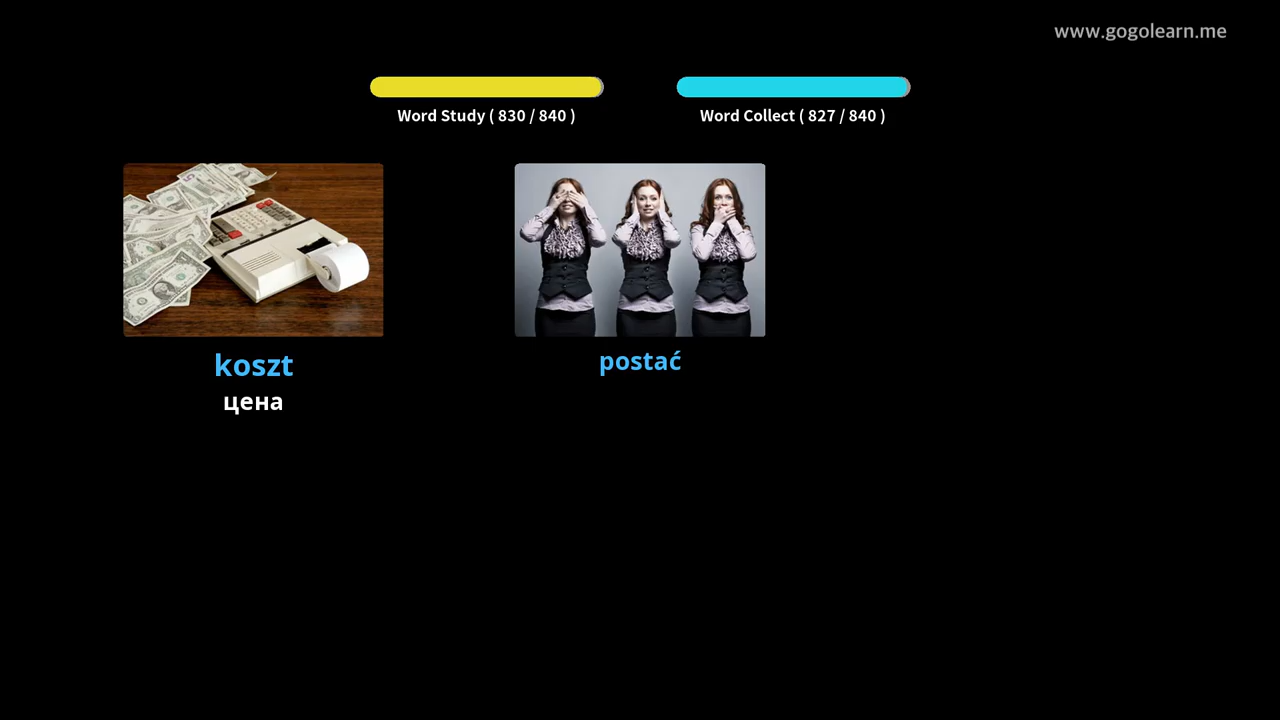 www.gogolearn.me
Word Study ( 830 / 840 )
Word Collect ( 827 / 840 )
koszt
цена
postać